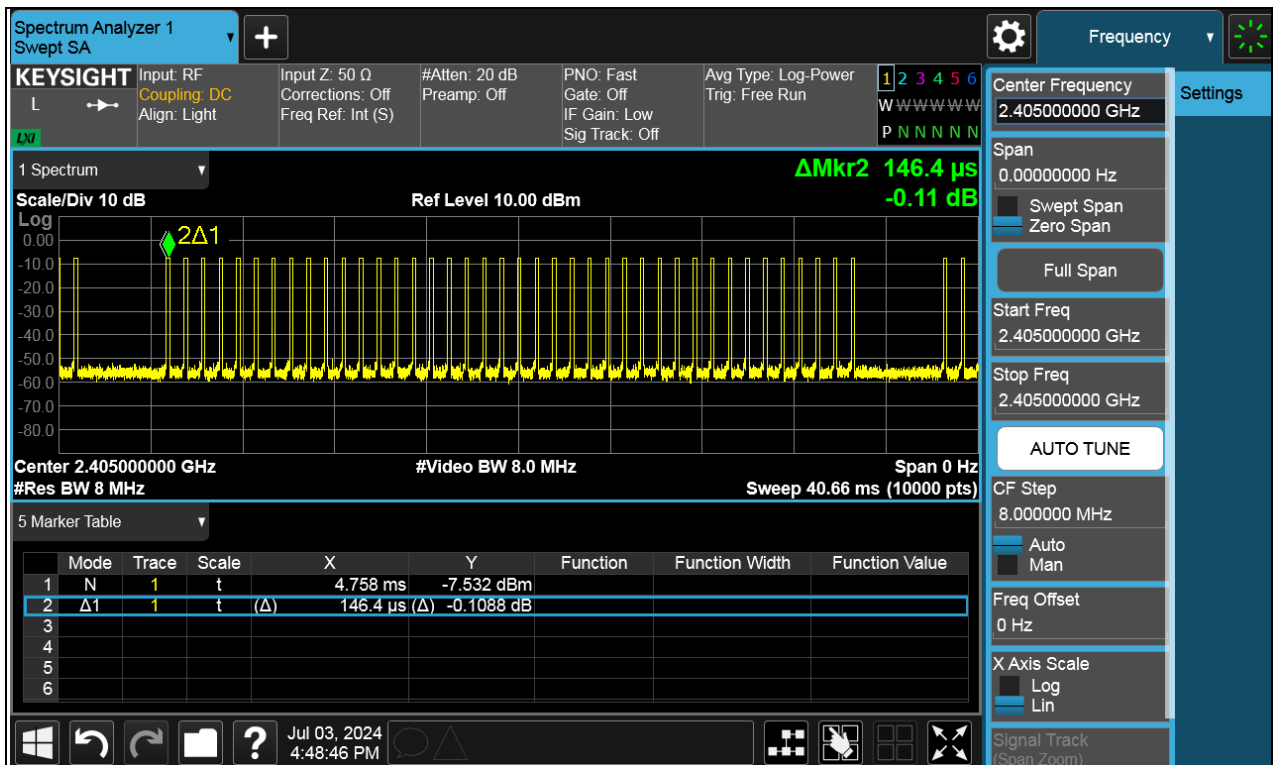 Spectrum Analyzer 1
Swept SA
+
Frequency
KEYSIGHT
L
LXI
Input: RF
Coupling: DC
Align: Light
Input Z: 50 Ω
Corrections: Off
Freq Ref: Int (S)
#Atten: 20 dB
Preamp: Off
PNO: Fast
Gate: Off
IF Gain: Low
Sig Track: Off
Avg Type: Log-Power
Trig: Free Run
1 2 3 4 5 6
W W W W W W
P N N N N N
1 Spectrum
ΔMkr2 146.4 µs
-0.11 dB
Scale/Div 10 dB
Ref Level 10.00 dBm
Log
0.00
-10.0
-20.0
-30.0
-40.0
-50.0
-60.0
-70.0
-80.0
2Δ1
Center 2.405000000 GHz
#Video BW 8.0 MHz
Span 0 Hz
#Res BW 8 MHz
Sweep 40.66 ms (10000 pts)
5 Marker Table
Mode Trace Scale X Y Function Function Width Function Value
1 N 1 t 4.758 ms -7.532 dBm
2 Δ1 1 t (Δ) 146.4 µs (Δ) -0.1088 dB
3
4
5
6
?
Jul 03, 2024
4:48:46 PM
Center Frequency
2.405000000 GHz
Settings
Span
0.00000000 Hz
Swept Span
Zero Span
Full Span
Start Freq
2.405000000 GHz
Stop Freq
2.405000000 GHz
AUTO TUNE
CF Step
8.000000 MHz
Auto
Man
Freq Offset
0 Hz
X Axis Scale
Log
Lin
Signal Track
(Span Zoom)